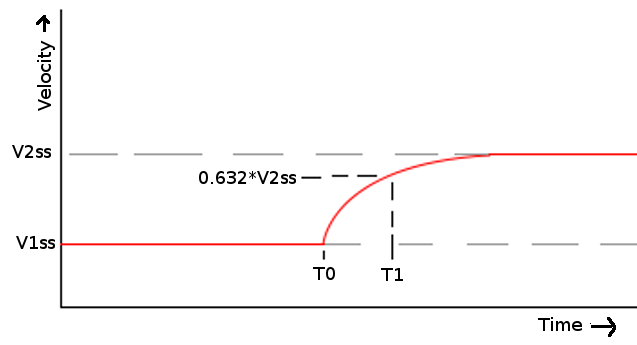 Velocity →
V2ss
0.632*V2ss
V1ss
T0
T1
Time →